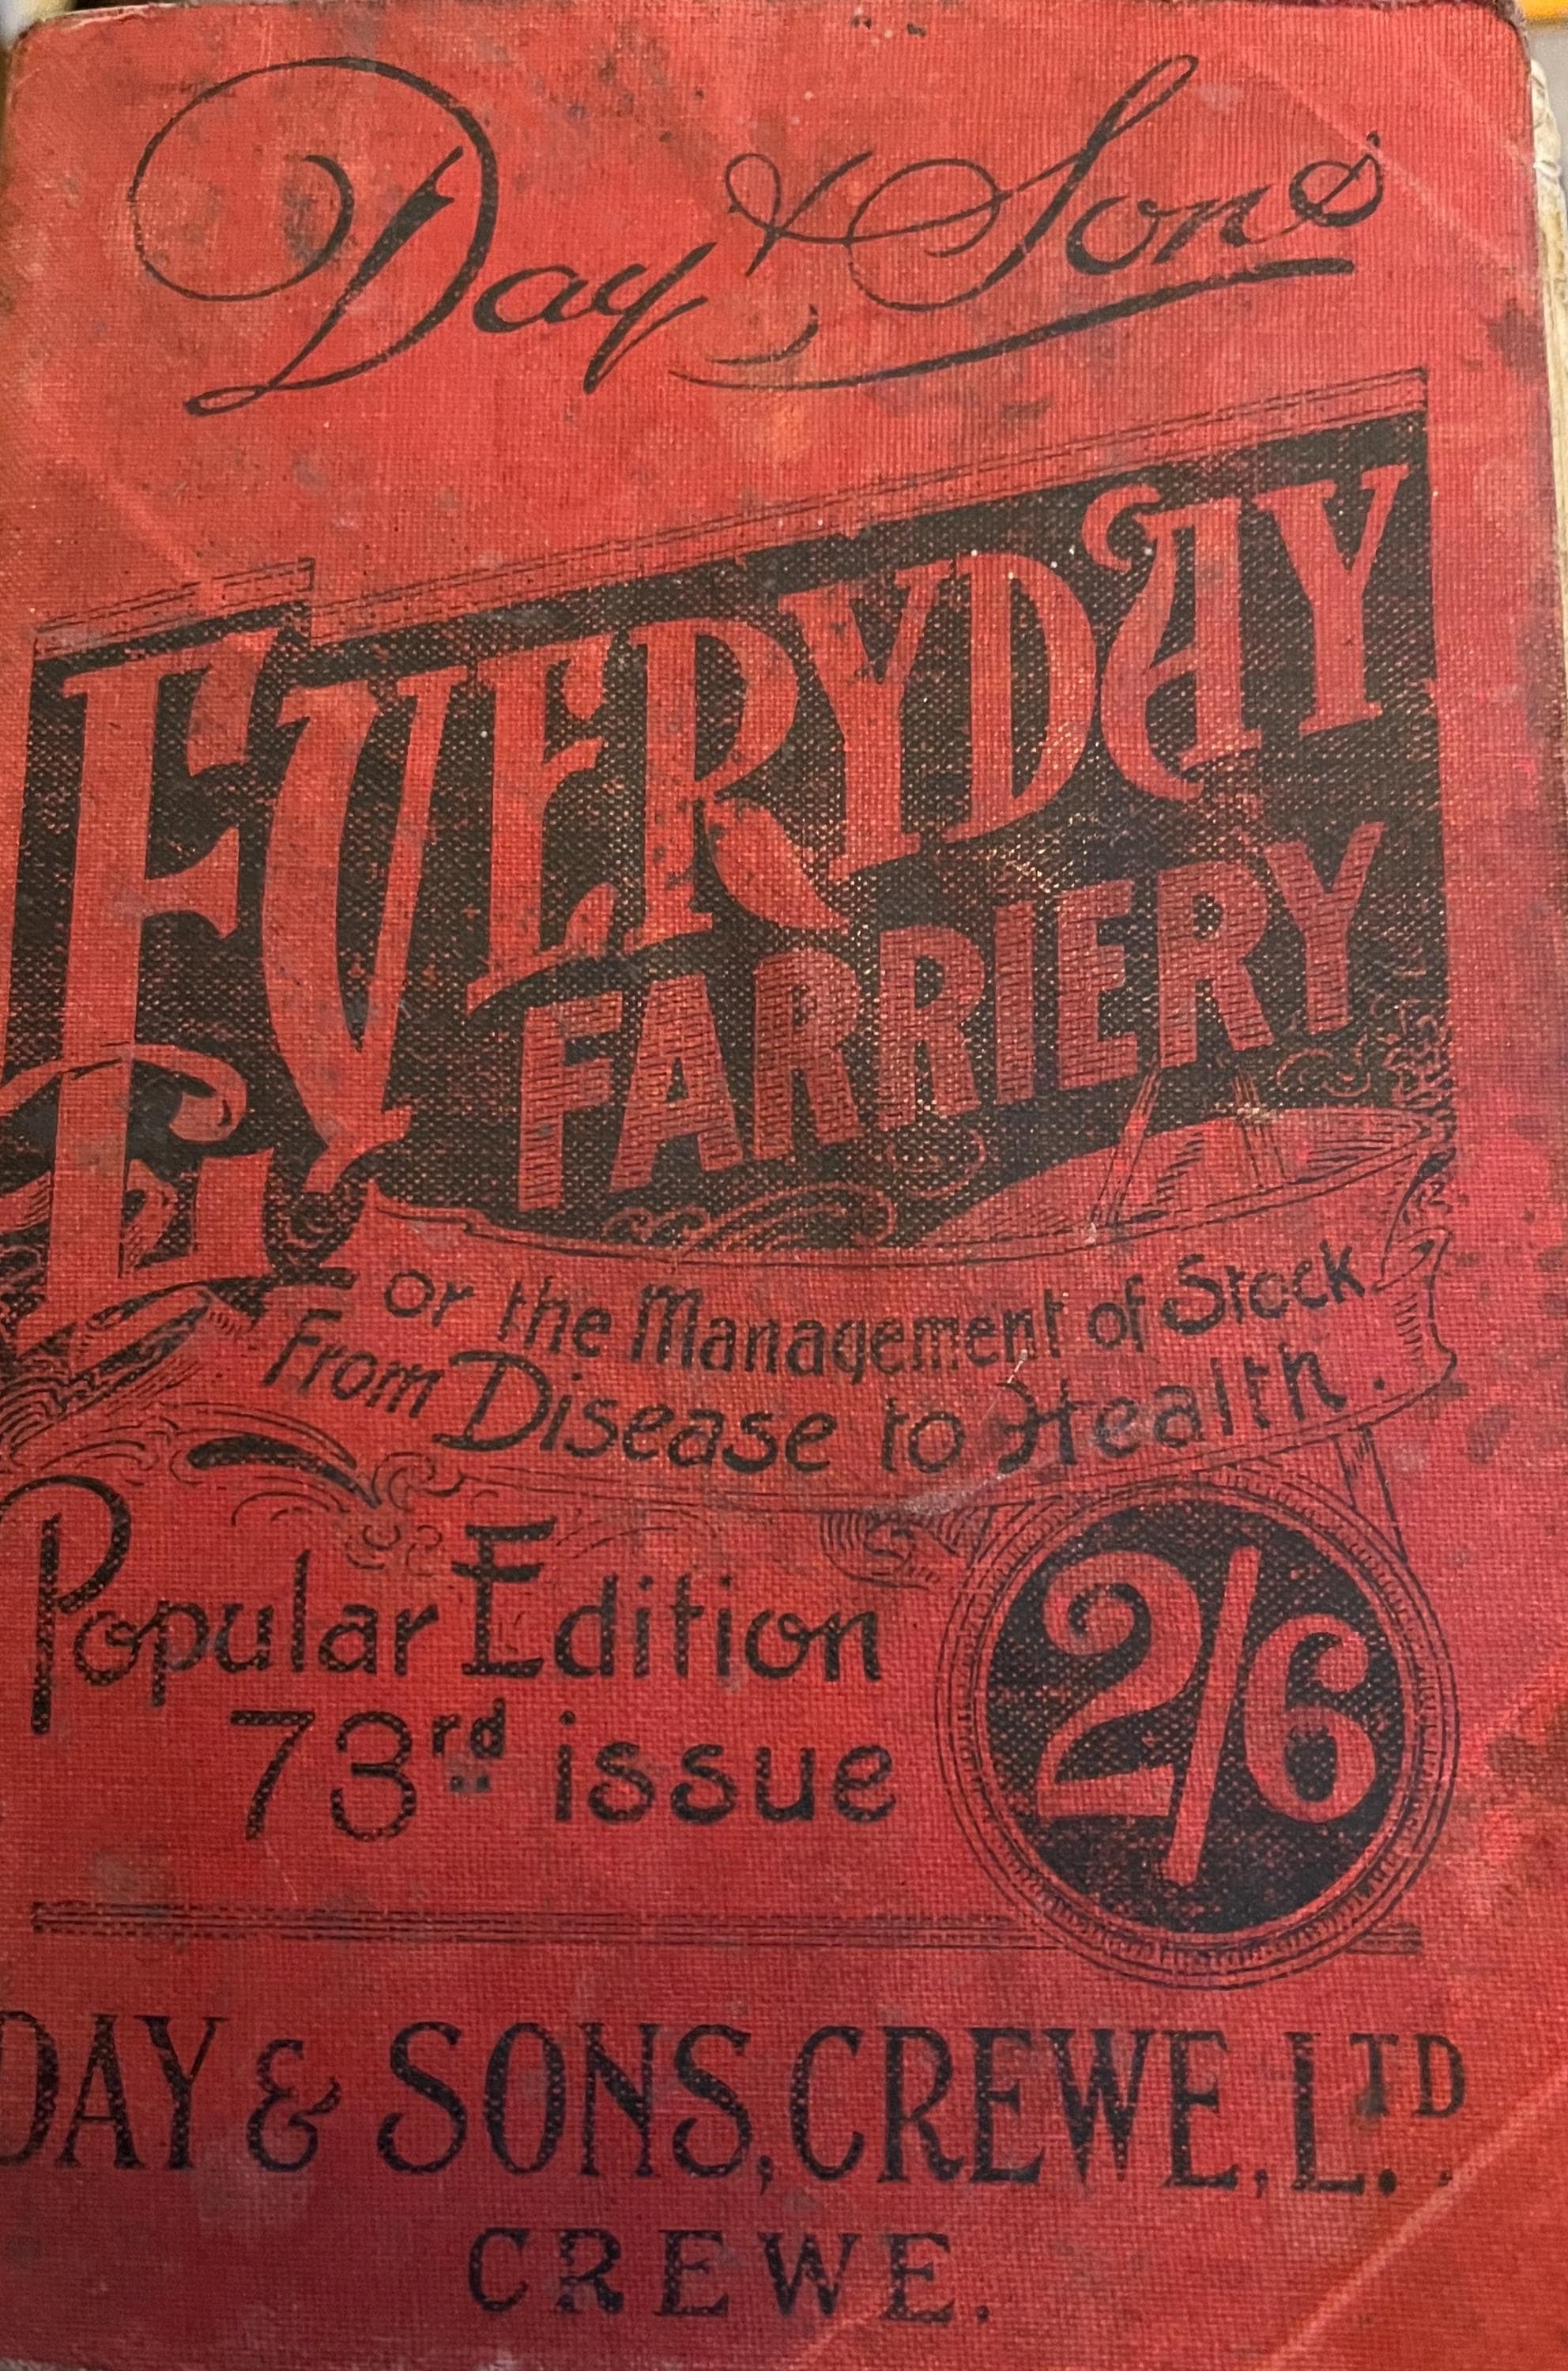 Day & Sons'
EVERYDAY
FARRIERY
or the Management of Stock
From Disease to Health.
Popular Edition
73rd issue
2/6
DAY & SONS, CREWE, LTD.
CREWE.